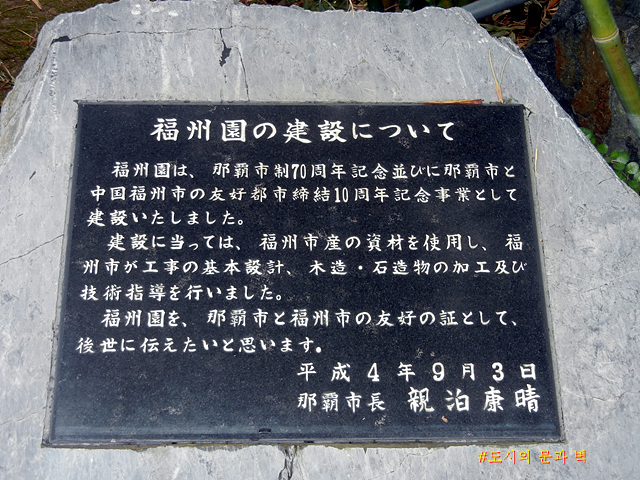 福州園の建設について
福州園は、那覇市制70周年記念並びに那覇市と
中国福州市の友好都市締結10周年記念事業として
建設いたしました。
建設に当っては、福州市産の資材を使用し、福
州市が工事の基本設計、木造・石造物の加工及び
技術指導を行いました。
福州園を、那覇市と福州市の友好の証として、
後世に伝えたいと思います。
平成4年9月3日
那覇市長 親泊康晴
#도시의 문과 벽